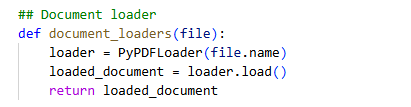 ## Document loader
def document_loaders(file):
    loader = PyPDFLoader(file.name)
    loaded_document = loader.load()
    return loaded_document